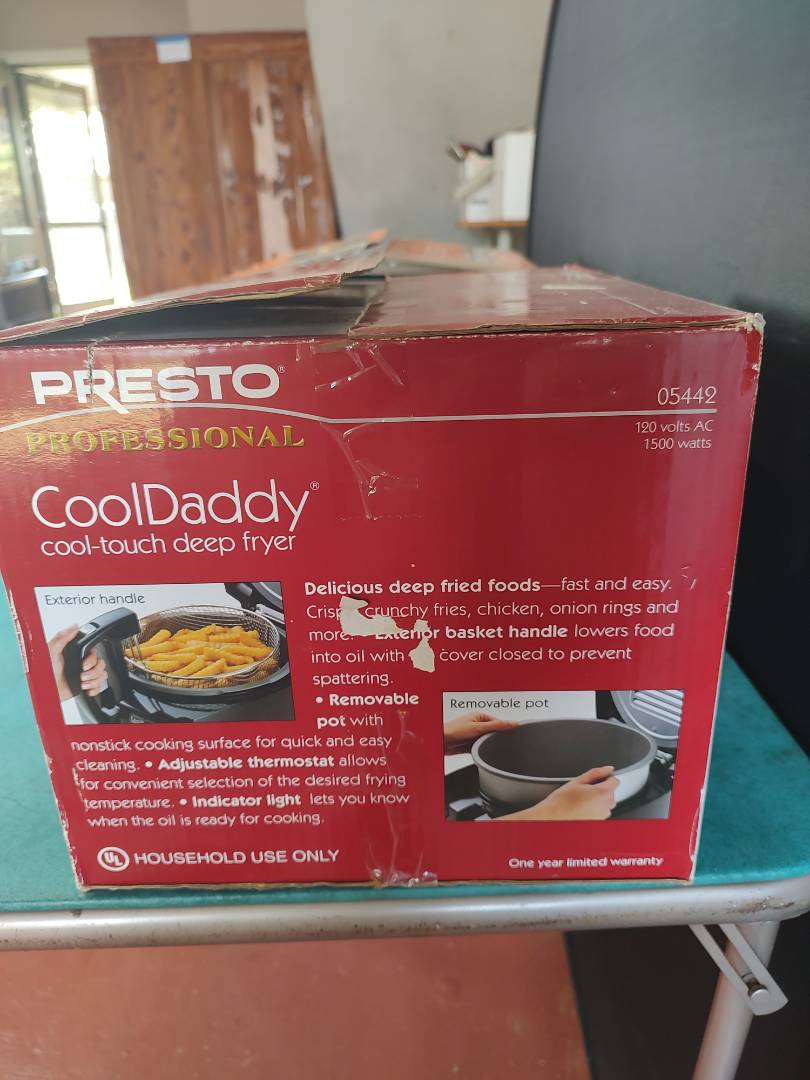 PRESTO®
PROFESSIONAL
05442
120 volts AC
1500 watts
CoolDaddy®
cool-touch deep fryer
Exterior handle
Delicious deep fried foods—fast and easy.
crunchy fries, chicken, onion rings and
more. Exterior basket handle lowers food
into oil with cover closed to prevent
spattering.
• Removable
pot with
nonstick cooking surface for quick and easy
cleaning. • Adjustable thermostat allows
for convenient selection of the desired frying
temperature. • Indicator light lets you know
when the oil is ready for cooking.
Removable pot
UL HOUSEHOLD USE ONLY
One year limited warranty